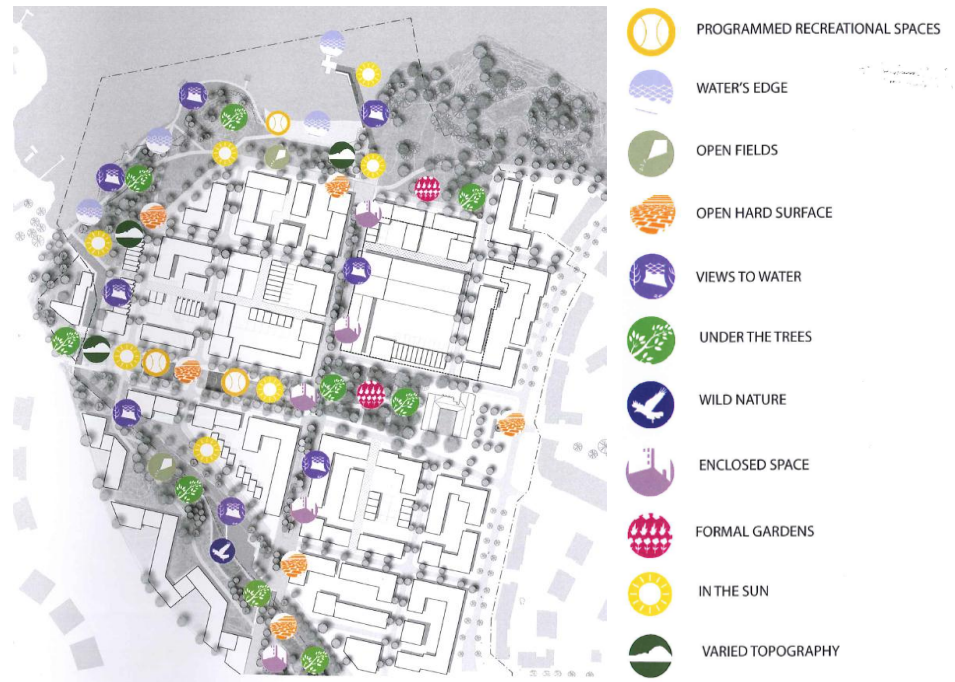 PROGRAMMED RECREATIONAL SPACES
WATER'S EDGE
OPEN FIELDS
OPEN HARD SURFACE
VIEWS TO WATER
UNDER THE TREES
WILD NATURE
ENCLOSED SPACE
FORMAL GARDENS
IN THE SUN
VARIED TOPOGRAPHY